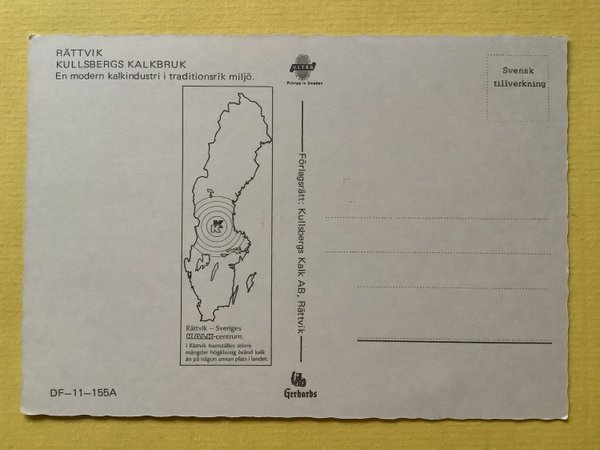 RÄTTVIK
KULLSBERGS KALKBRUK
En modern kalkindustri i traditionsrik miljö.
ULTRA
Printed in Sweden
Svensk
tillverkning
K
Förlagsrätt: Kullsbergs Kalk AB, Rättvik
Rättvik – Sveriges
KALK-centrum.
I Rättvik framställes större
mängder högklassig bränd kalk
än på någon annan plats i landet.
DF–11–155A
Gerhards